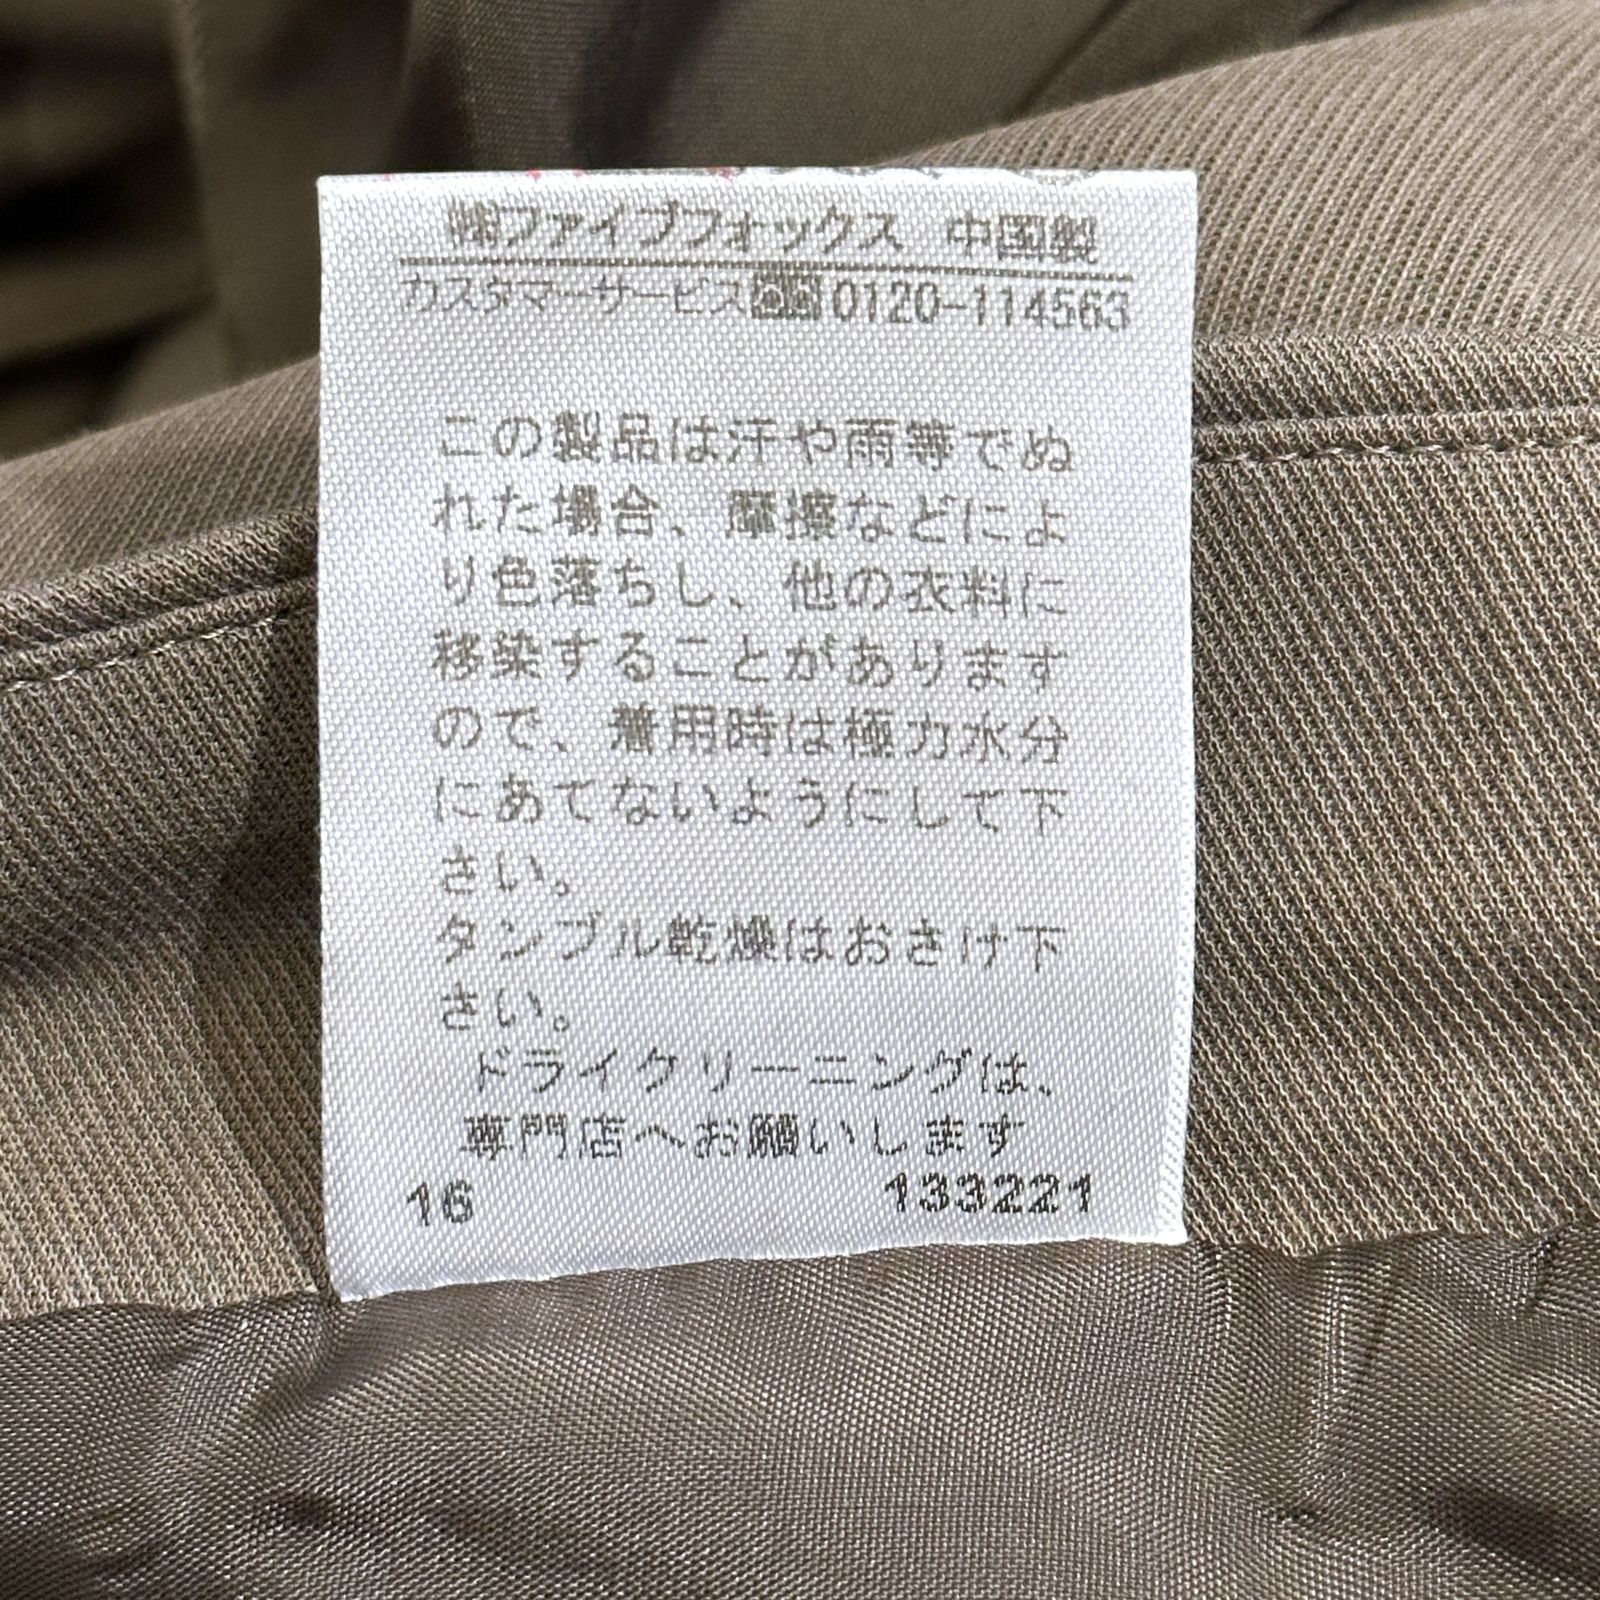 ㈱ファイブフォックス 中国製
カスタマーサービス 0120-114563
この製品は汗や雨等でぬ
れた場合、摩擦などによ
り色落ちし、他の衣料に
移染することがあります
ので、着用時は極力水分
にあてないようにして下
さい。
タンブル乾燥はおさけ下
さい。
ドライクリーニングは、
専門店へお願いします
16 133221